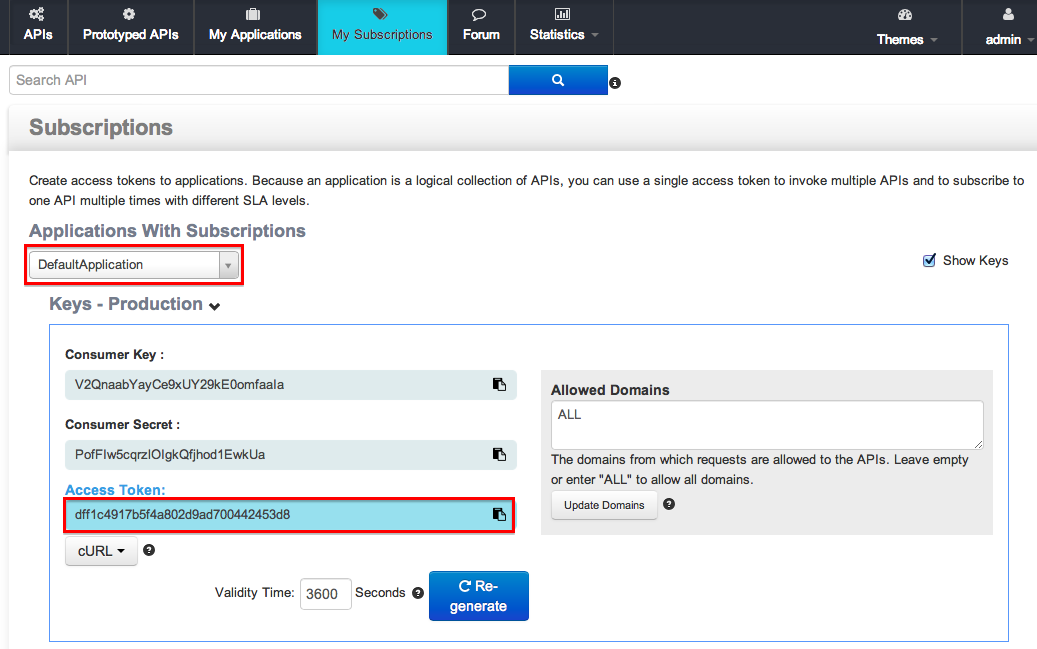 APIs
Prototyped APIs
My Applications
My Subscriptions
Forum
Statistics
Themes
admin
Search API
Subscriptions
Create access tokens to applications. Because an application is a logical collection of APIs, you can use a single access token to invoke multiple APIs and to subscribe to
one API multiple times with different SLA levels.
Applications With Subscriptions
DefaultApplication
Show Keys
Keys - Production
Consumer Key :
V2QnaabYayCe9xUY29kE0omfaaIa
Consumer Secret :
PofFIw5cqrzIOIgkQfjhod1EwkUa
Access Token:
dff1c4917b5f4a802d9ad700442453d8
cURL
Validity Time:
3600
Seconds
Re-
generate
Allowed Domains
ALL
The domains from which requests are allowed to the APIs. Leave empty
or enter "ALL" to allow all domains.
Update Domains